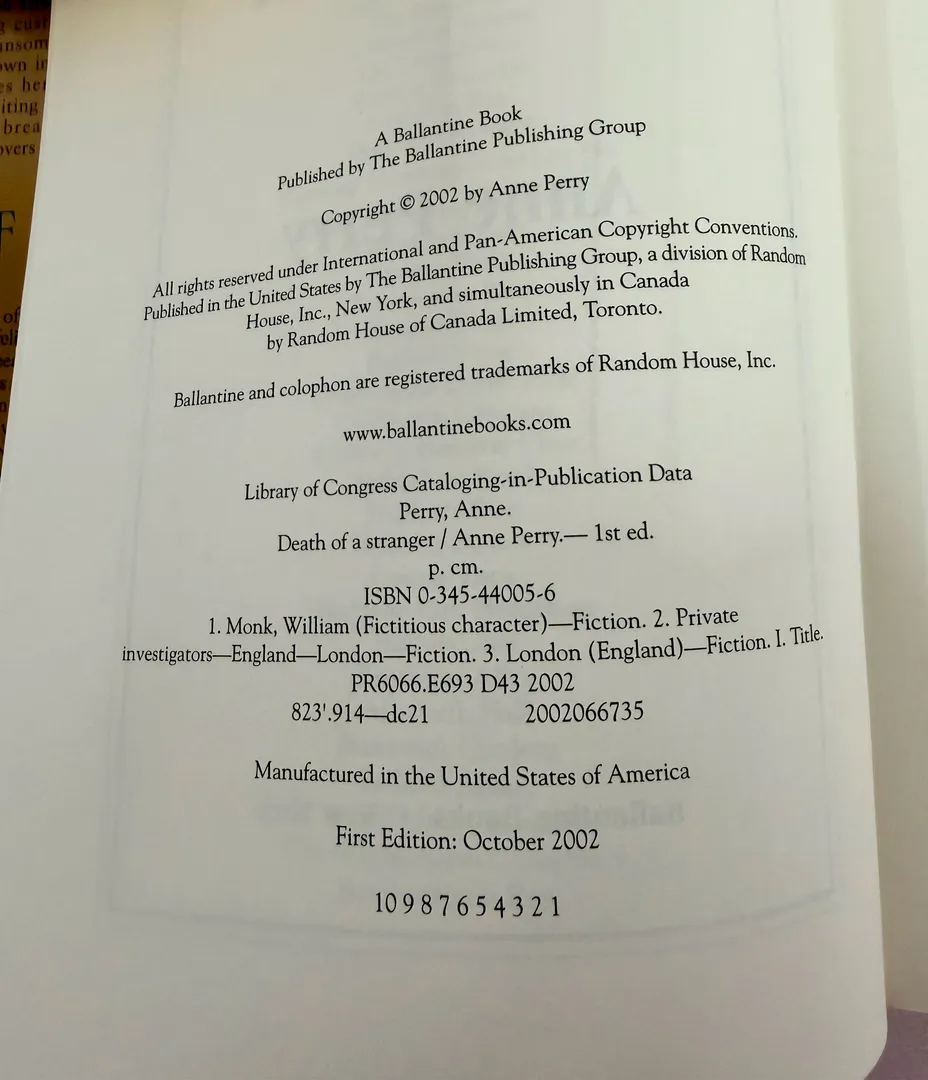 A Ballantine Book
Published by The Ballantine Publishing Group
Copyright © 2002 by Anne Perry
All rights reserved under International and Pan-American Copyright Conventions.
Published in the United States by The Ballantine Publishing Group, a division of Random
House, Inc., New York, and simultaneously in Canada
by Random House of Canada Limited, Toronto.
Ballantine and colophon are registered trademarks of Random House, Inc.
www.ballantinebooks.com
Library of Congress Cataloging-in-Publication Data
Perry, Anne.
Death of a stranger / Anne Perry.— 1st ed.
p. cm.
ISBN 0-345-44005-6
1. Monk, William (Fictitious character)—Fiction. 2. Private
investigators—England—London—Fiction. 3. London (England)—Fiction. I. Title.
PR6066.E693 D43 2002
823'.914—dc21 2002066735
Manufactured in the United States of America
First Edition: October 2002
10 9 8 7 6 5 4 3 2 1